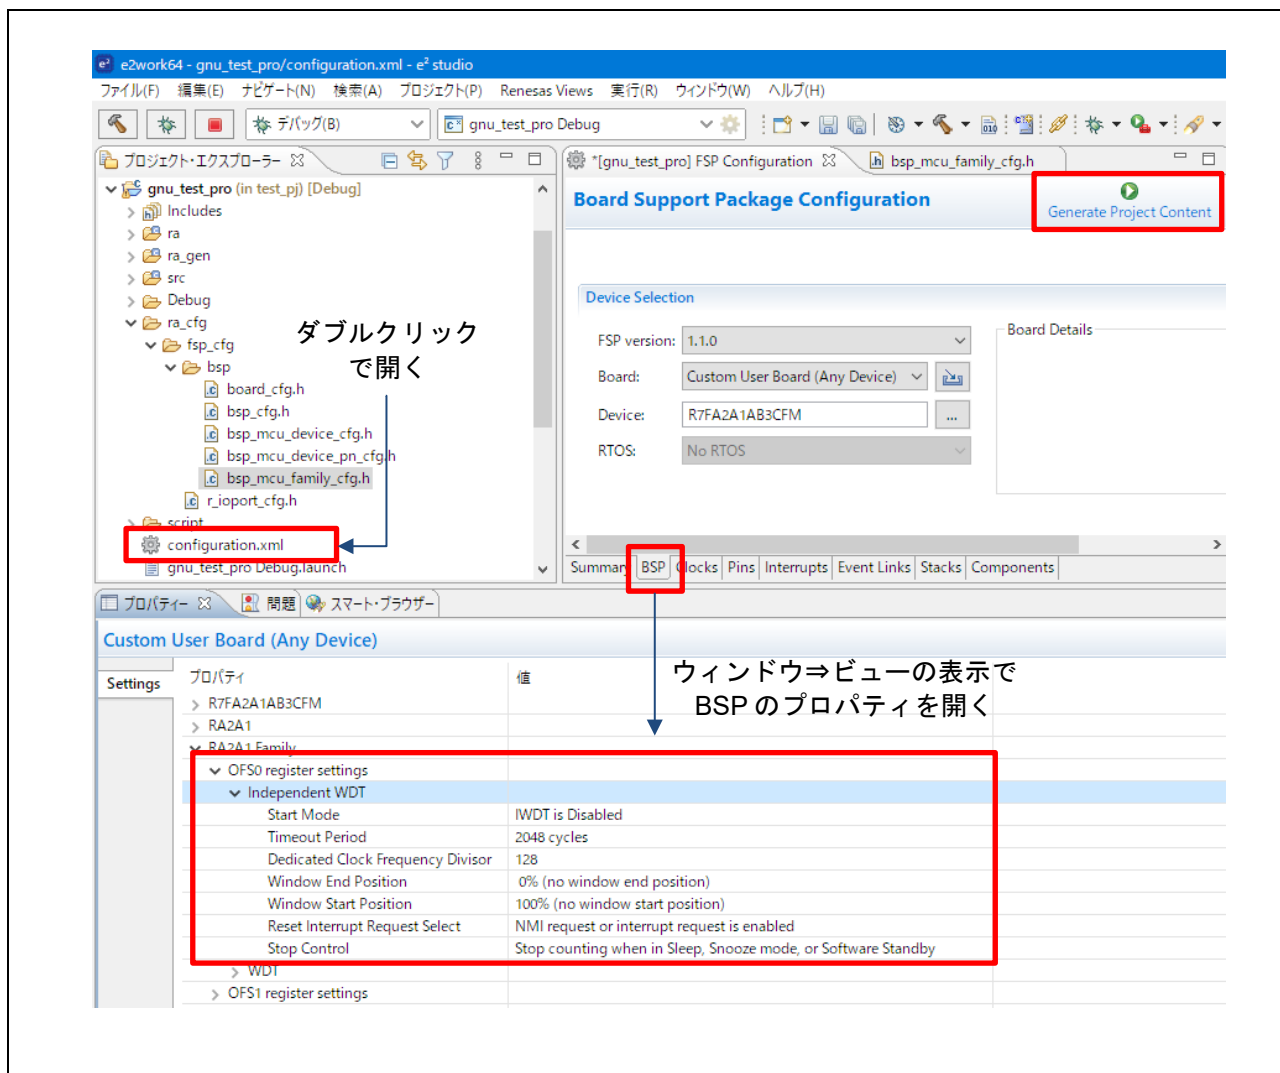 e2work64 - gnu_test_pro/configuration.xml - e² studio
ファイル(F) 編集(E) ナビゲート(N) 検索(A) プロジェクト(P) Renesas Views 実行(R) ウィンドウ(W) ヘルプ(H)
デバッグ(B) gnu_test_pro Debug
プロジェクト・エクスプローラー
gnu_test_pro (in test_pj) [Debug]
Includes
ra
ra_gen
src
Debug
ra_cfg
fsp_cfg
bsp
board_cfg.h
bsp_cfg.h
bsp_mcu_device_cfg.h
bsp_mcu_device_pn_cfg.h
bsp_mcu_family_cfg.h
r_ioport_cfg.h
script
configuration.xml
gnu_test_pro Debug.launch
ダブルクリック
で開く
*[gnu_test_pro] FSP Configuration bsp_mcu_family_cfg.h
Board Support Package Configuration
Generate Project Content
Device Selection
FSP version: 1.1.0
Board: Custom User Board (Any Device)
Device: R7FA2A1AB3CFM ...
RTOS: No RTOS
Board Details
Summary BSP Clocks Pins Interrupts Event Links Stacks Components
プロパティー 問題 スマート・ブラウザー
Custom User Board (Any Device)
ウィンドウ⇒ビューの表示で
BSP のプロパティを開く
Settings
プロパティ 値
R7FA2A1AB3CFM
RA2A1
RA2A1 Family
OFS0 register settings
Independent WDT
Start Mode IWDT is Disabled
Timeout Period 2048 cycles
Dedicated Clock Frequency Divisor 128
Window End Position 0% (no window end position)
Window Start Position 100% (no window start position)
Reset Interrupt Request Select NMI request or interrupt request is enabled
Stop Control Stop counting when in Sleep, Snooze mode, or Software Standby
WDT
OFS1 register settings